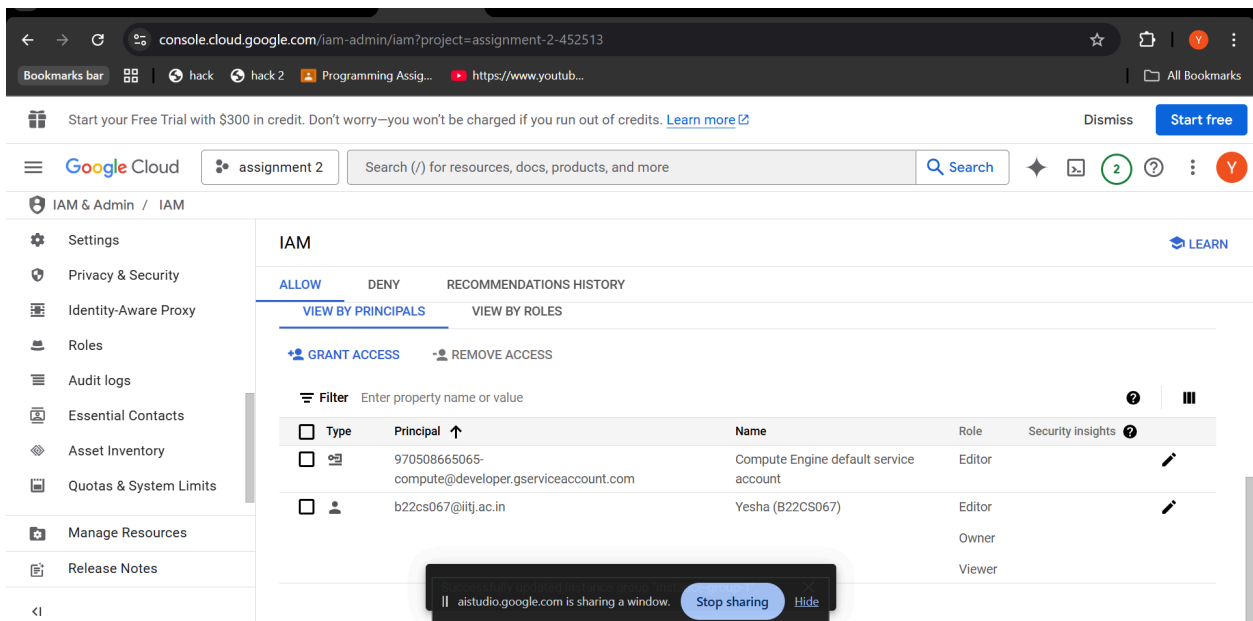 console.cloud.google.com/iam-admin/iam?project=assignment-2-452513
Y
Bookmarks bar hack hack 2 Programming Assig... https://www.youtub... All Bookmarks
Start your Free Trial with $300 in credit. Don't worry—you won't be charged if you run out of credits. Learn more Dismiss Start free
Google Cloud assignment 2 Search (/) for resources, docs, products, and more Search 2 Y
IAM & Admin / IAM
Settings
Privacy & Security
Identity-Aware Proxy
Roles
Audit logs
Essential Contacts
Asset Inventory
Quotas & System Limits
Manage Resources
Release Notes
IAM LEARN
ALLOW DENY RECOMMENDATIONS HISTORY
VIEW BY PRINCIPALS VIEW BY ROLES
GRANT ACCESS REMOVE ACCESS
Filter Enter property name or value
Type Principal Name Role Security insights
970508665065- Compute Engine default service Editor
compute@developer.gserviceaccount.com account
b22cs067@iitj.ac.in Yesha (B22CS067) Editor
Owner
Viewer
aistudio.google.com is sharing a window. Stop sharing Hide